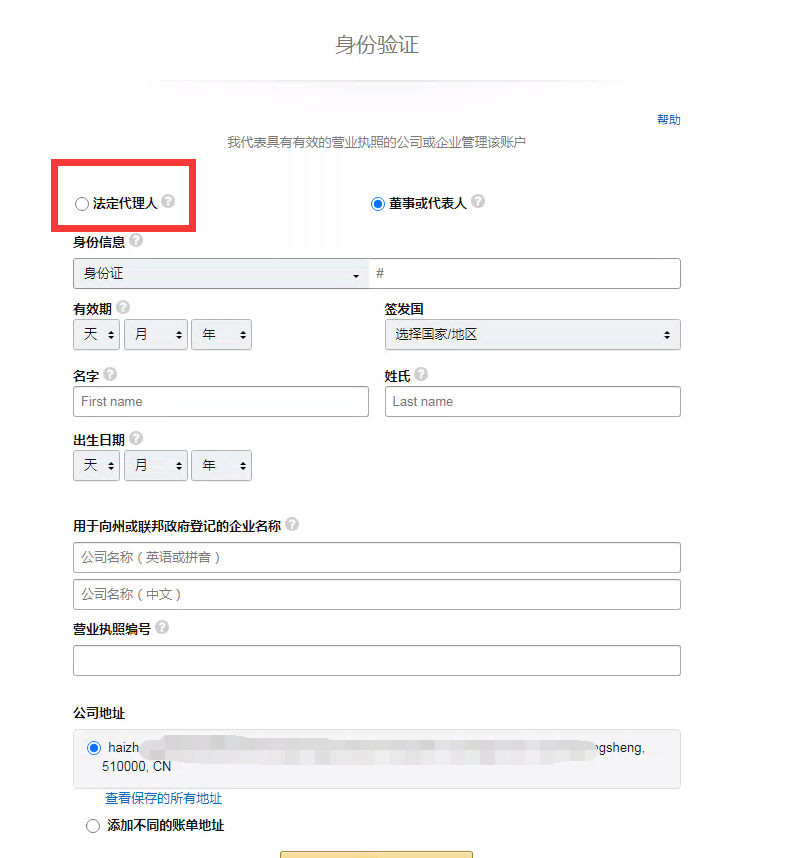 身份验证
帮助
我代表具有有效的营业执照的公司或企业管理该账户
法定代理人 ? 董事或代表人 ?
身份信息 ?
身份证 #
有效期 ? 签发国
天 月 年 选择国家/地区
名字 ? 姓氏 ?
First name Last name
出生日期 ?
天 月 年
用于向州或联邦政府登记的企业名称 ?
公司名称 ( 英语或拼音 )
公司名称 ( 中文 )
营业执照编号 ?
公司地址
haizh ngsheng,
510000, CN
查看保存的所有地址
添加不同的账单地址